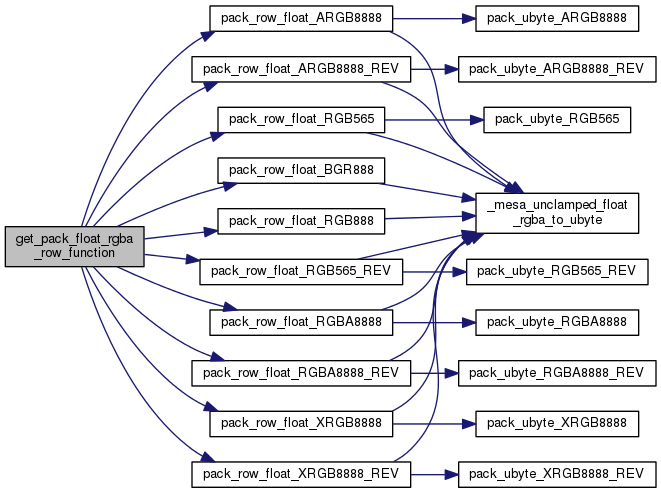 pack_row_float_ARGB8888
pack_ubyte_ARGB8888
pack_row_float_ARGB8888_REV
pack_ubyte_ARGB8888_REV
pack_row_float_RGB565
pack_ubyte_RGB565
pack_row_float_BGR888
_mesa_unclamped_float
_rgba_to_ubyte
pack_row_float_RGB888
get_pack_float_rgba
_row_function
pack_row_float_RGB565_REV
pack_ubyte_RGB565_REV
pack_row_float_RGBA8888
pack_ubyte_RGBA8888
pack_row_float_RGBA8888_REV
pack_ubyte_RGBA8888_REV
pack_row_float_XRGB8888
pack_ubyte_XRGB8888
pack_row_float_XRGB8888_REV
pack_ubyte_XRGB8888_REV